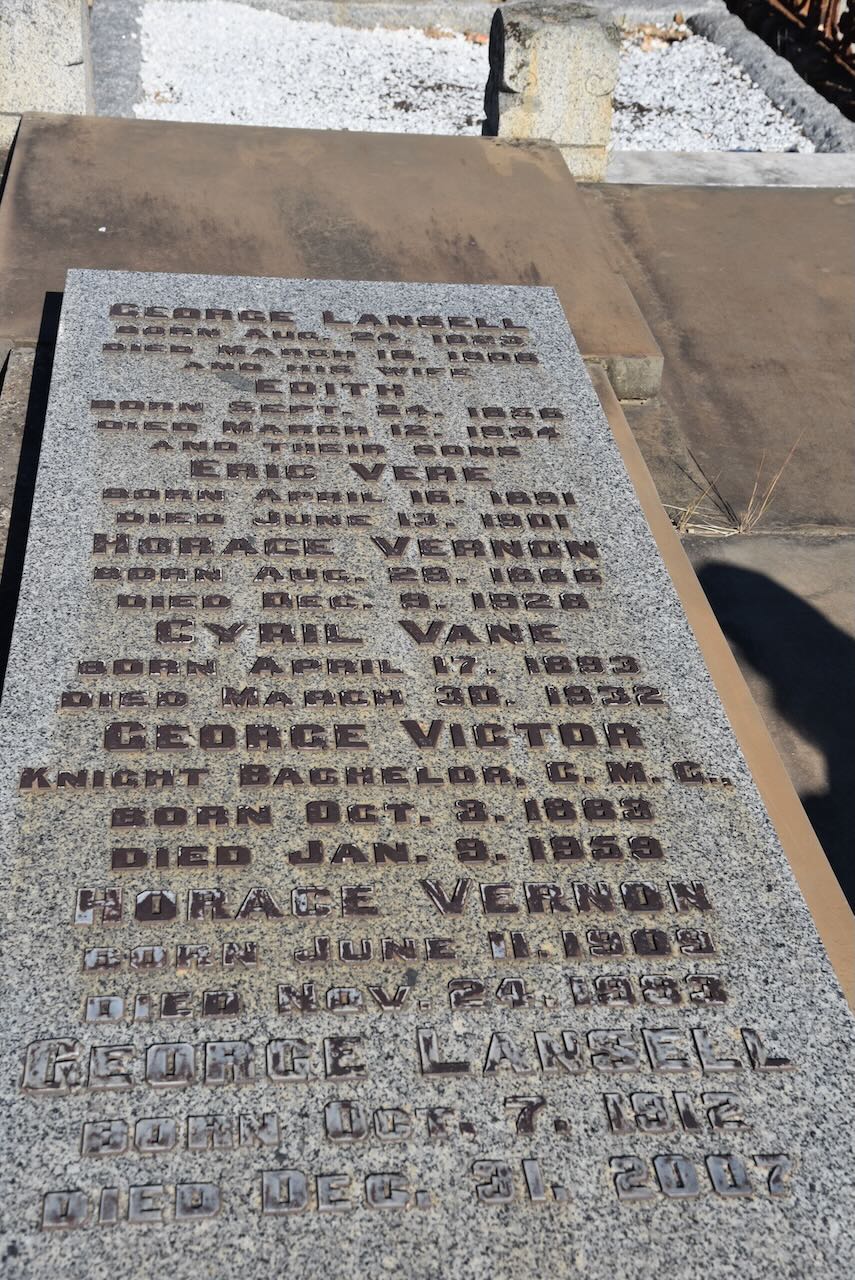 GEORGE LANSELL
BORN AUG. 24. 1823
DIED MARCH 18. 1906
AND HIS WIFE
EDITH
BORN SEPT. 24. 1856
DIED MARCH 12. 1934
AND THEIR SONS
ERIC VERE
BORN APRIL 16. 1891
DIED JUNE 13. 1901
HORACE VERNON
BORN AUG. 29. 1886
DIED DEC. 9. 1928
CYRIL VANE
BORN APRIL 17. 1893
DIED MARCH 30. 1932
GEORGE VICTOR
KNIGHT BACHELOR, C. M. G.,
BORN OCT. 3. 1883
DIED JAN. 9. 1959
HORACE VERNON
BORN JUNE 11. 1909
DIED NOV. 24. 1983
GEORGE LANSELL
BORN OCT. 7. 1912
DIED DEC. 31. 2007